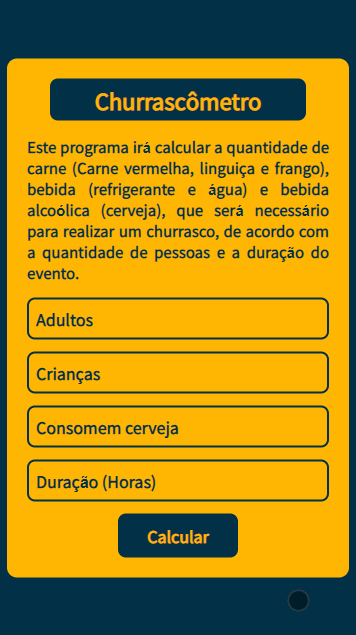 Churrascômetro
Este programa irá calcular a quantidade de
carne (Carne vermelha, linguiça e frango),
bebida (refrigerante e água) e bebida
alcoólica (cerveja), que será necessário
para realizar um churrasco, de acordo com
a quantidade de pessoas e a duração do
evento.
Adultos
Crianças
Consomem cerveja
Duração (Horas)
Calcular